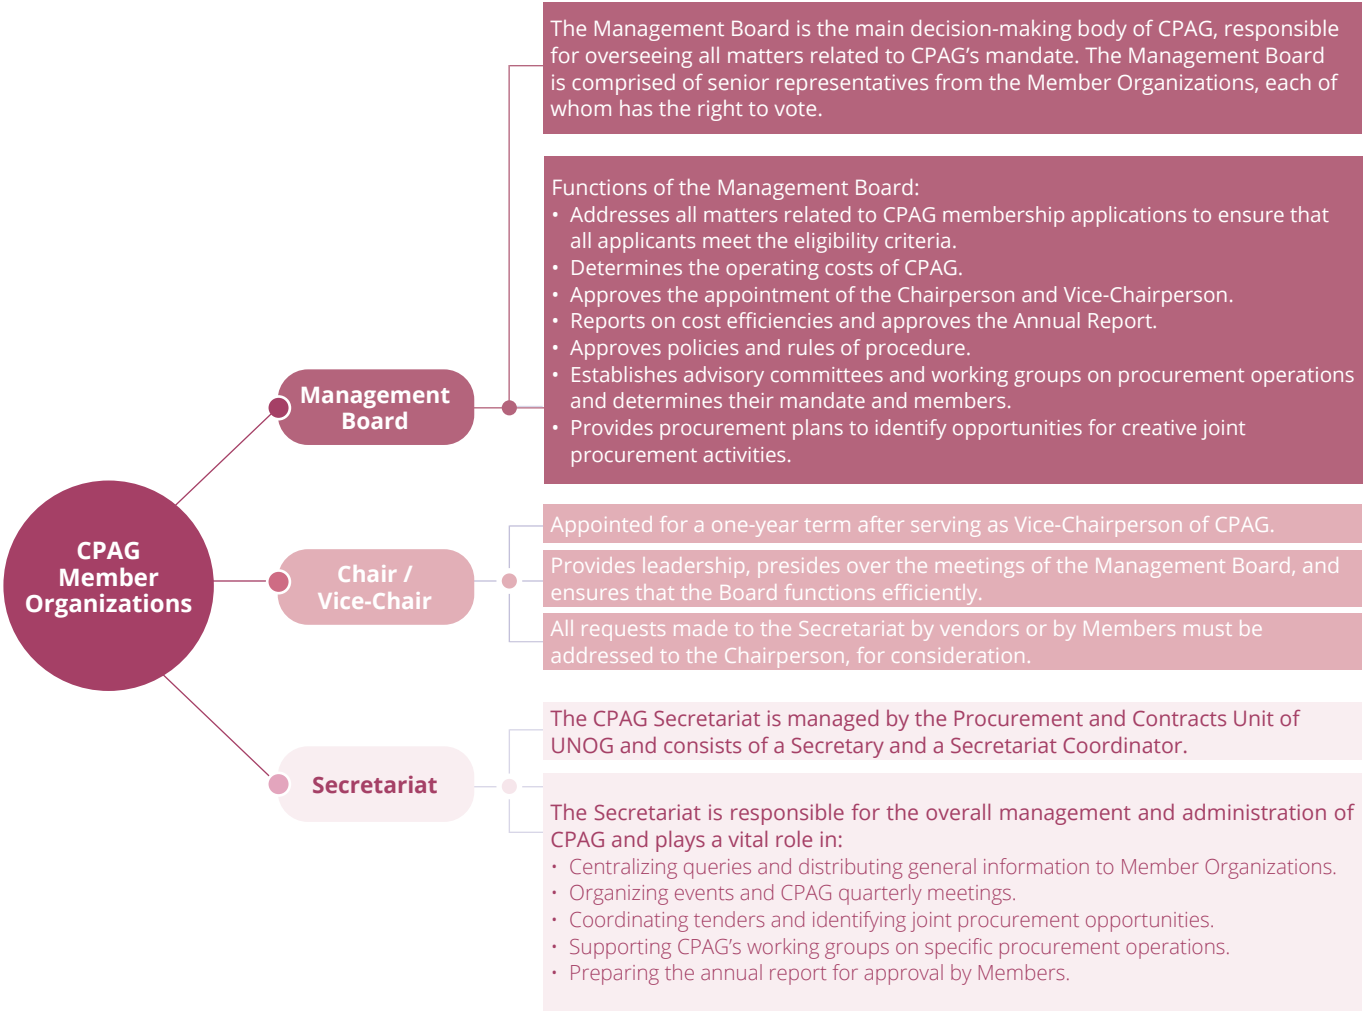 The Management Board is the main decision-making body of CPAG, responsible
for overseeing all matters related to CPAG’s mandate. The Management Board
is comprised of senior representatives from the Member Organizations, each of
whom has the right to vote.
Functions of the Management Board:
• Addresses all matters related to CPAG membership applications to ensure that
all applicants meet the eligibility criteria.
• Determines the operating costs of CPAG.
• Approves the appointment of the Chairperson and Vice-Chairperson.
• Reports on cost efficiencies and approves the Annual Report.
• Approves policies and rules of procedure.
• Establishes advisory committees and working groups on procurement operations
and determines their mandate and members.
• Provides procurement plans to identify opportunities for creative joint
procurement activities.
Management
Board
CPAG
Member
Organizations
Chair /
Vice-Chair
Appointed for a one-year term after serving as Vice-Chairperson of CPAG.
Provides leadership, presides over the meetings of the Management Board, and
ensures that the Board functions efficiently.
All requests made to the Secretariat by vendors or by Members must be
addressed to the Chairperson, for consideration.
Secretariat
The CPAG Secretariat is managed by the Procurement and Contracts Unit of
UNOG and consists of a Secretary and a Secretariat Coordinator.
The Secretariat is responsible for the overall management and administration of
CPAG and plays a vital role in:
• Centralizing queries and distributing general information to Member Organizations.
• Organizing events and CPAG quarterly meetings.
• Coordinating tenders and identifying joint procurement opportunities.
• Supporting CPAG’s working groups on specific procurement operations.
• Preparing the annual report for approval by Members.